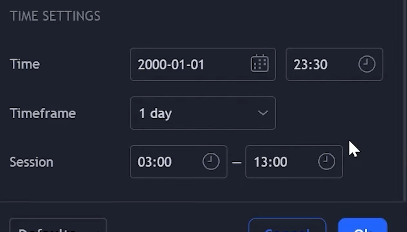 TIME SETTINGS
Time 2000-01-01 23:30
Timeframe 1 day
Session 03:00 — 13:00